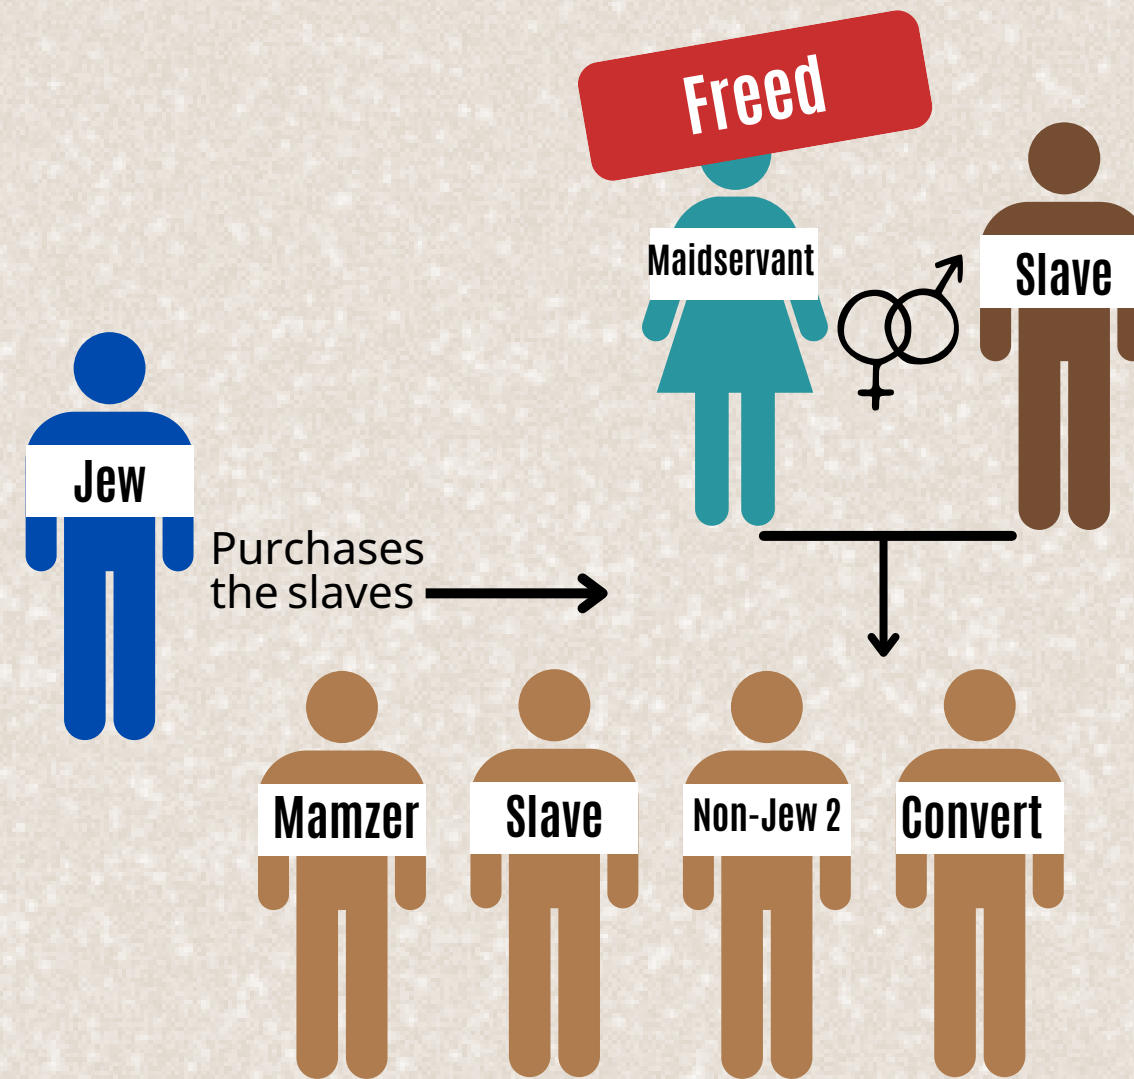 Freed
Maidservant
Slave
Jew
Purchases
the slaves
Mamzer
Slave
Non-Jew 2
Convert